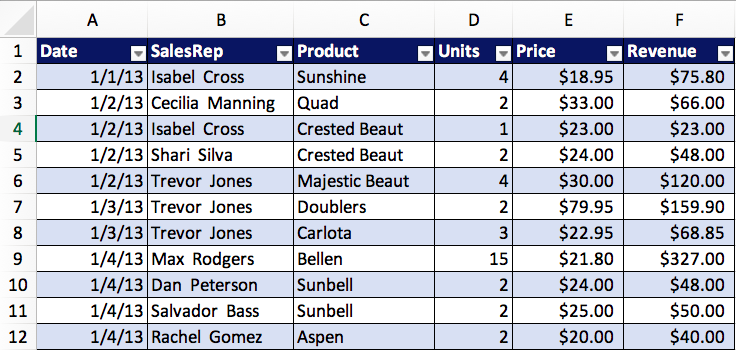 A B C D E F
1 Date SalesRep Product Units Price Revenue
2 1/1/13 Isabel Cross Sunshine 4 $18.95 $75.80
3 1/2/13 Cecilia Manning Quad 2 $33.00 $66.00
4 1/2/13 Isabel Cross Crested Beaut 1 $23.00 $23.00
5 1/2/13 Shari Silva Crested Beaut 2 $24.00 $48.00
6 1/2/13 Trevor Jones Majestic Beaut 4 $30.00 $120.00
7 1/3/13 Trevor Jones Doublers 2 $79.95 $159.90
8 1/3/13 Trevor Jones Carlota 3 $22.95 $68.85
9 1/4/13 Max Rodgers Bellen 15 $21.80 $327.00
10 1/4/13 Dan Peterson Sunbell 2 $24.00 $48.00
11 1/4/13 Salvador Bass Sunbell 2 $25.00 $50.00
12 1/4/13 Rachel Gomez Aspen 2 $20.00 $40.00